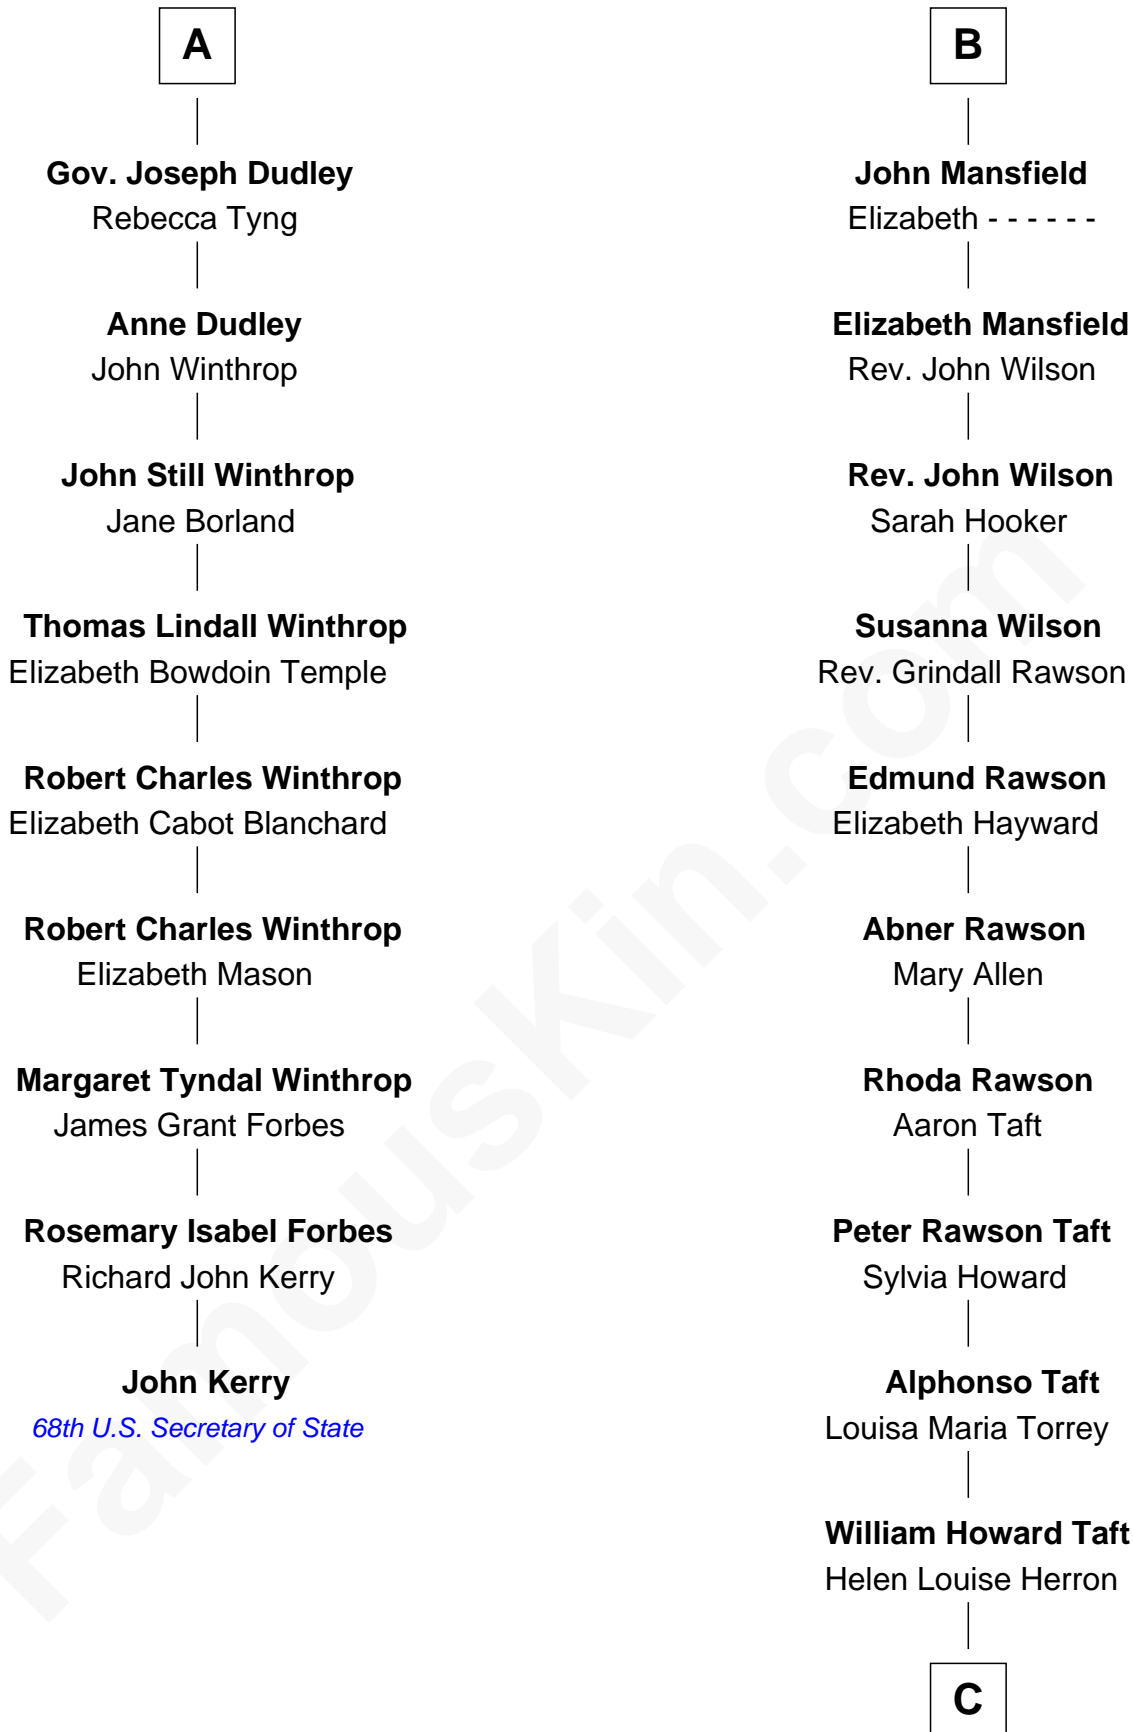 A
Gov. Joseph Dudley
Rebecca Tyng
Anne Dudley
John Winthrop
John Still Winthrop
Jane Borland
Thomas Lindall Winthrop
Elizabeth Bowdoin Temple
Robert Charles Winthrop
Elizabeth Cabot Blanchard
Robert Charles Winthrop
Elizabeth Mason
Margaret Tyndal Winthrop
James Grant Forbes
Rosemary Isabel Forbes
Richard John Kerry
John Kerry
68th U.S. Secretary of State
B
John Mansfield
Elizabeth - - - - - -
Elizabeth Mansfield
Rev. John Wilson
Rev. John Wilson
Sarah Hooker
Susanna Wilson
Rev. Grindall Rawson
Edmund Rawson
Elizabeth Hayward
Abner Rawson
Mary Allen
Rhoda Rawson
Aaron Taft
Peter Rawson Taft
Sylvia Howard
Alphonso Taft
Louisa Maria Torrey
William Howard Taft
Helen Louise Herron
C
FamousKin.com